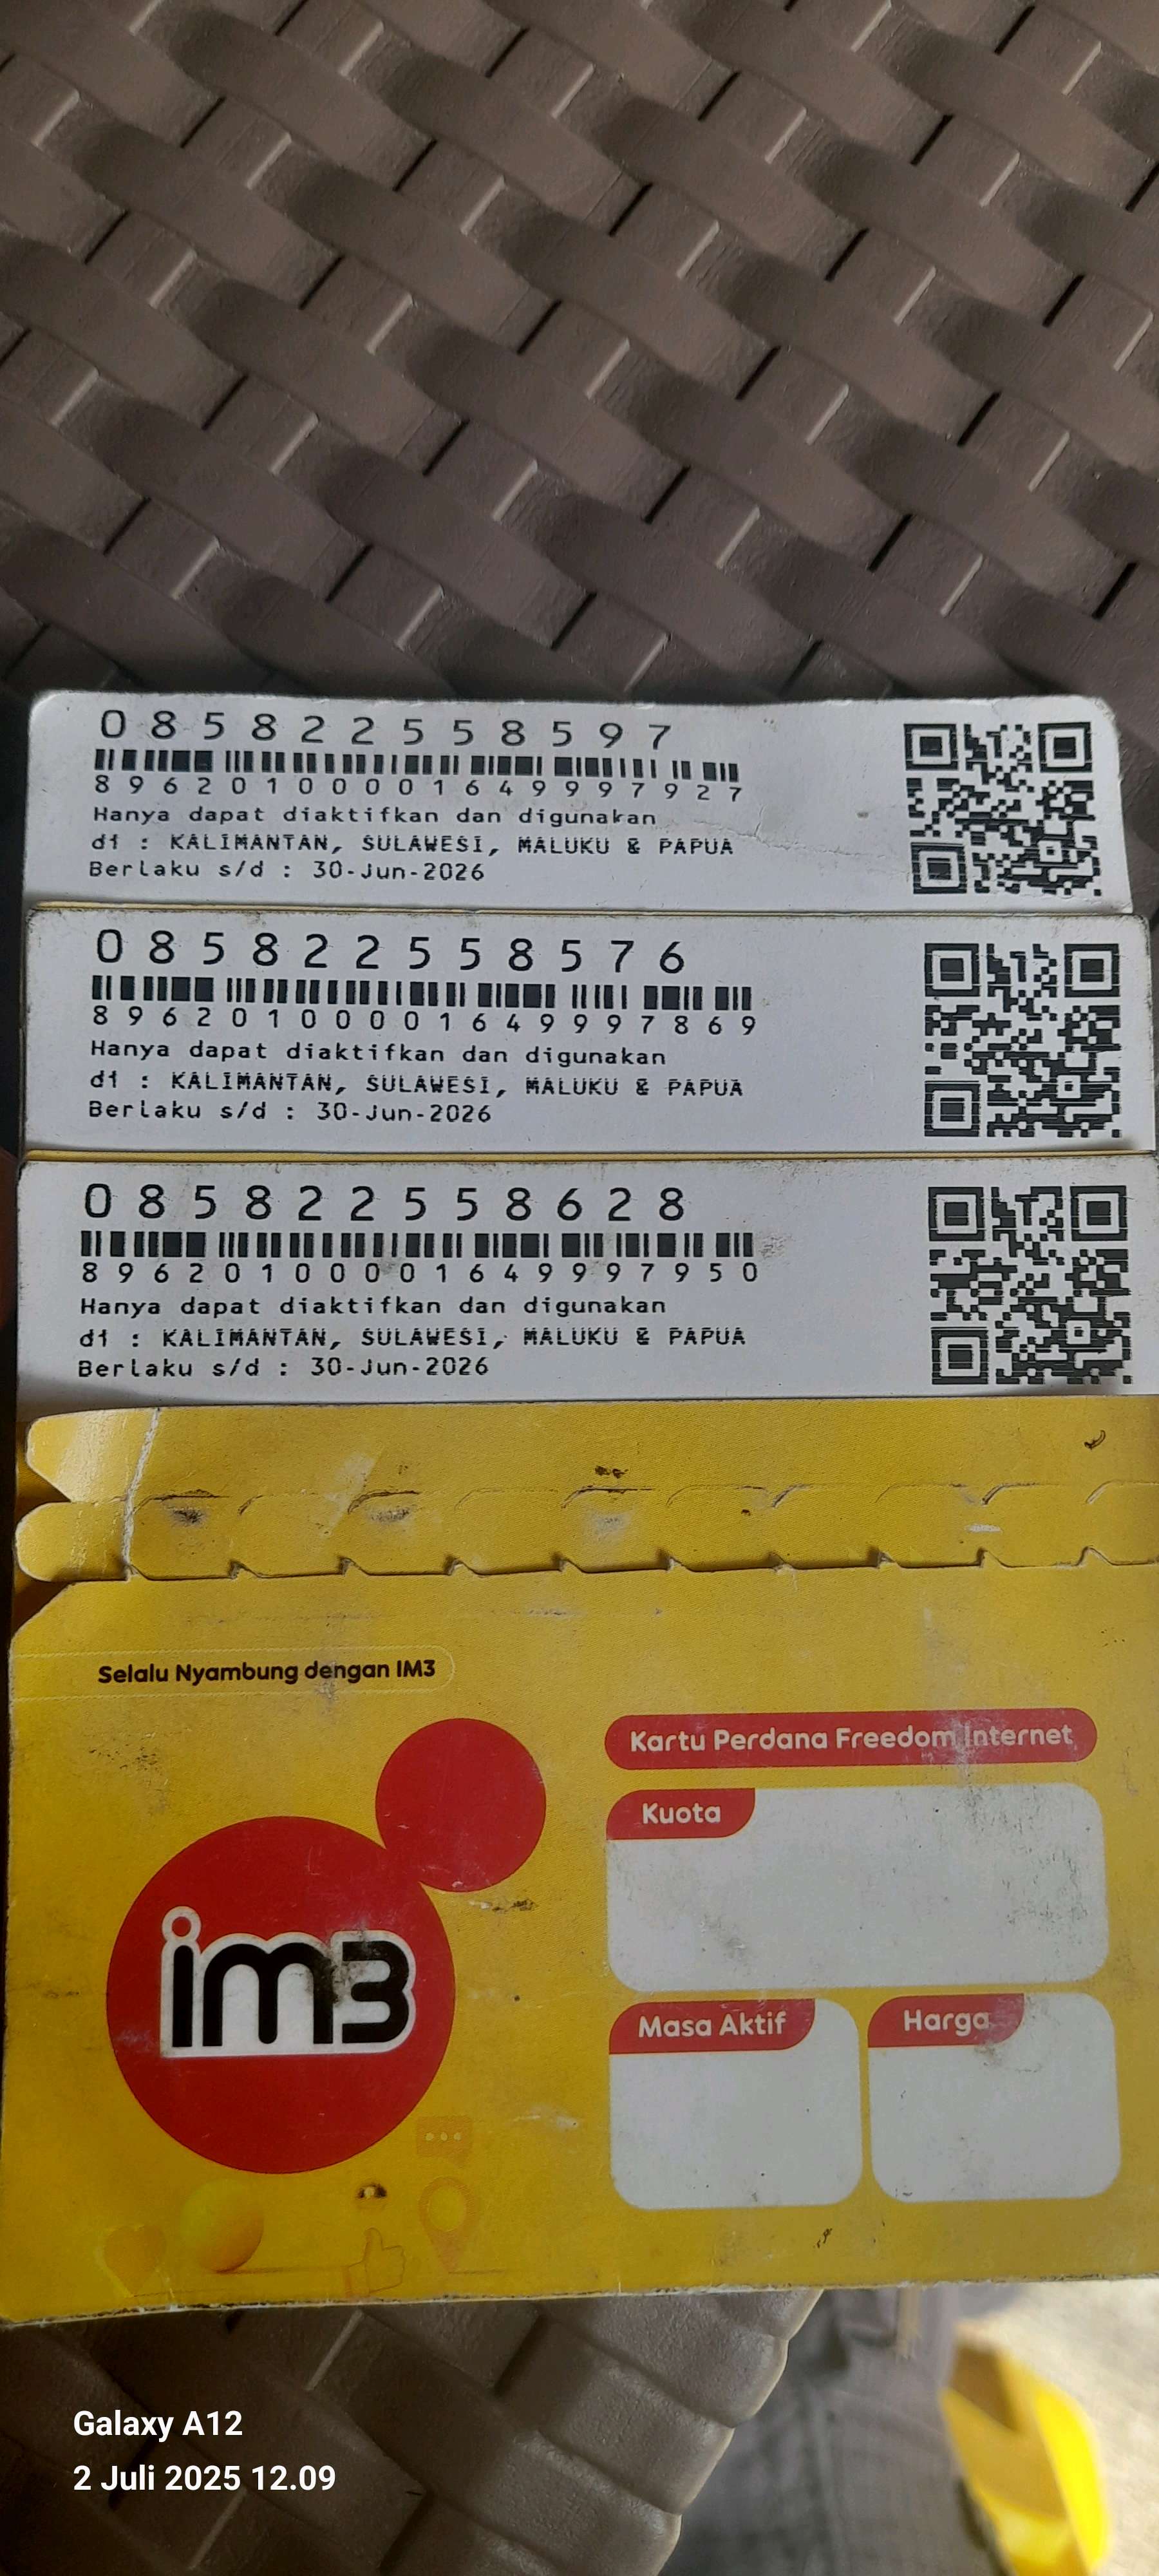 085822558597
89620100001649997927
Hanya dapat diaktifkan dan digunakan
di : KALIMANTAN, SULAWESI, MALUKU & PAPUA
Berlaku s/d : 30-Jun-2026
085822558576
89620100001649997869
Hanya dapat diaktifkan dan digunakan
di : KALIMANTAN, SULAWESI, MALUKU & PAPUA
Berlaku s/d : 30-Jun-2026
085822558628
89620100001649997950
Hanya dapat diaktifkan dan digunakan
di : KALIMANTAN, SULAWESI, MALUKU & PAPUA
Berlaku s/d : 30-Jun-2026
Selalu Nyambung dengan IM3
Kartu Perdana Freedom Internet
Kuota
im3
Masa Aktif
Harga
Galaxy A12
2 Juli 2025 12.09